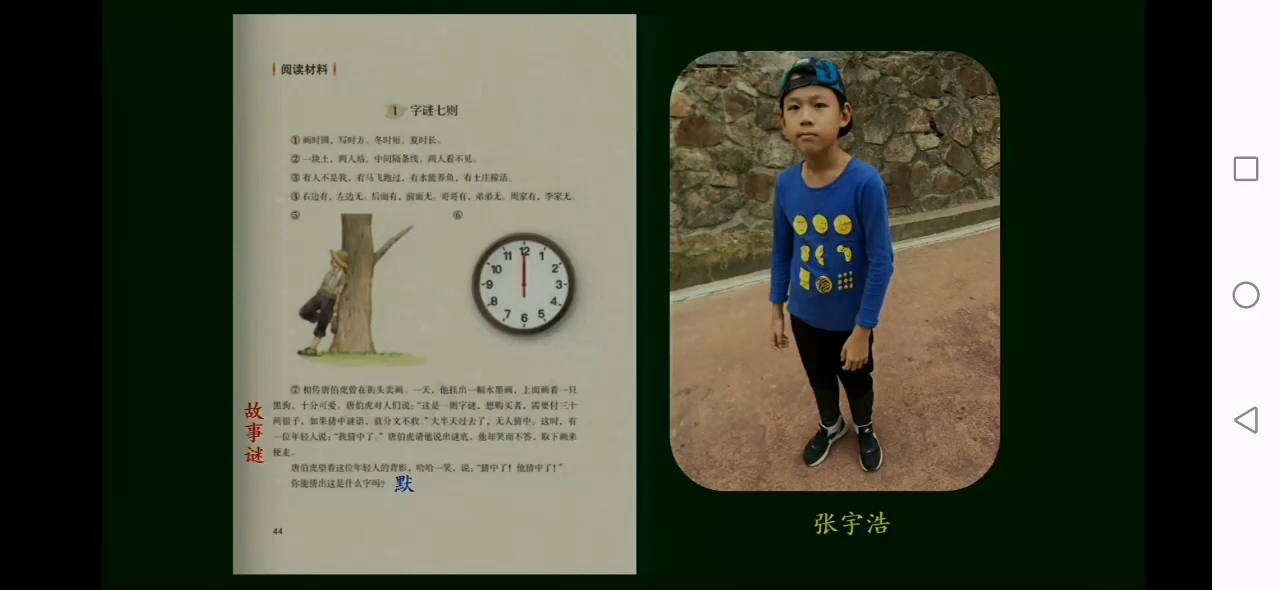 阅读材料
1 字谜七则
①画时圆，写时方。冬时短，夏时长。
②一块土，两人站，中间隔条线，两人看不见。
③有人不是我，有马飞跑过，有水能养鱼，有土庄稼活。
④右边有，左边无。后面有，前面无。哥哥有，弟弟无。周家有，李家无。
⑤ ⑥
12
11 1
10 2
9 3
8 4
7 5
6
⑦相传唐伯虎曾在街头卖画。一天，他挂出一幅水墨画，上面画着一只
黑狗，十分可爱。唐伯虎对人们说：“这是一则字谜，想购买者，需要付三十
两银子，如果猜中谜语，就分文不收。”大半天过去了，无人猜中。这时，有
一位年轻人说：“我猜中了。”唐伯虎请他说出谜底，他却笑而不答，取下画来
便走。
唐伯虎望着这位年轻人的背影，哈哈一笑，说：“猜中了！他猜中了！”
你能猜出这是什么字吗？ 默
故事谜
44
张宇浩